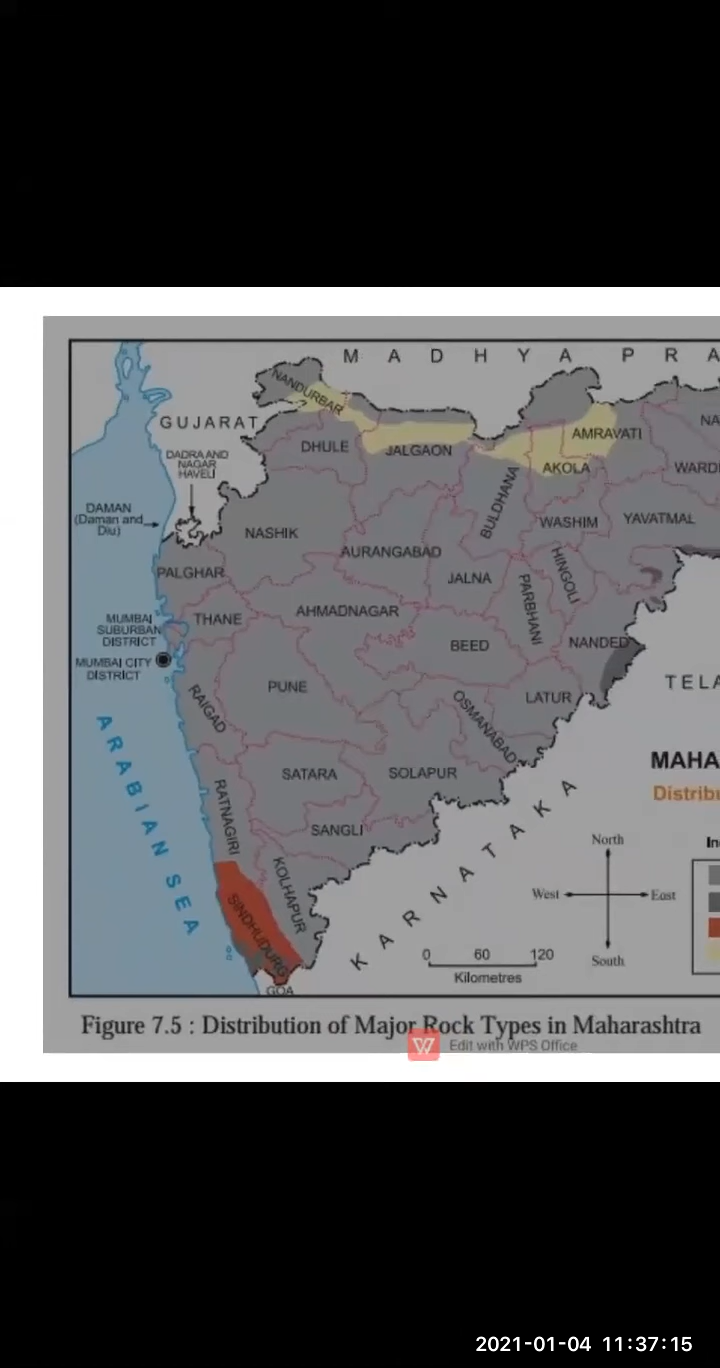 M A D H Y A P R A
NANDURBAR
GUJARAT
DHULE
JALGAON
AMRAVATI
NA
DADRA AND
NAGAR
HAVELI
AKOLA
WARD
BULDHANA
DAMAN
(Daman and
Diu)
NASHIK
WASHIM
YAVATMAL
AURANGABAD
HINGOLI
PALGHAR
JALNA
PARBHANI
THANE
AHMADNAGAR
MUMBAI
SUBURBAN
DISTRICT
BEED
NANDED
MUMBAI CITY
DISTRICT
PUNE
RAIGAD
LATUR
TELA
OSMANABAD
ARABIAN SEA
MAHA
SATARA
SOLAPUR
RATNAGIRI
Distribu
SANGLI
KARNATAKA
North
KOLHAPUR
In
West
East
SINDHUDURG
0 60 120
Kilometres
South
GOA
Figure 7.5 : Distribution of Major Rock Types in Maharashtra
W Edit with WPS Office
2021-01-04 11:37:15